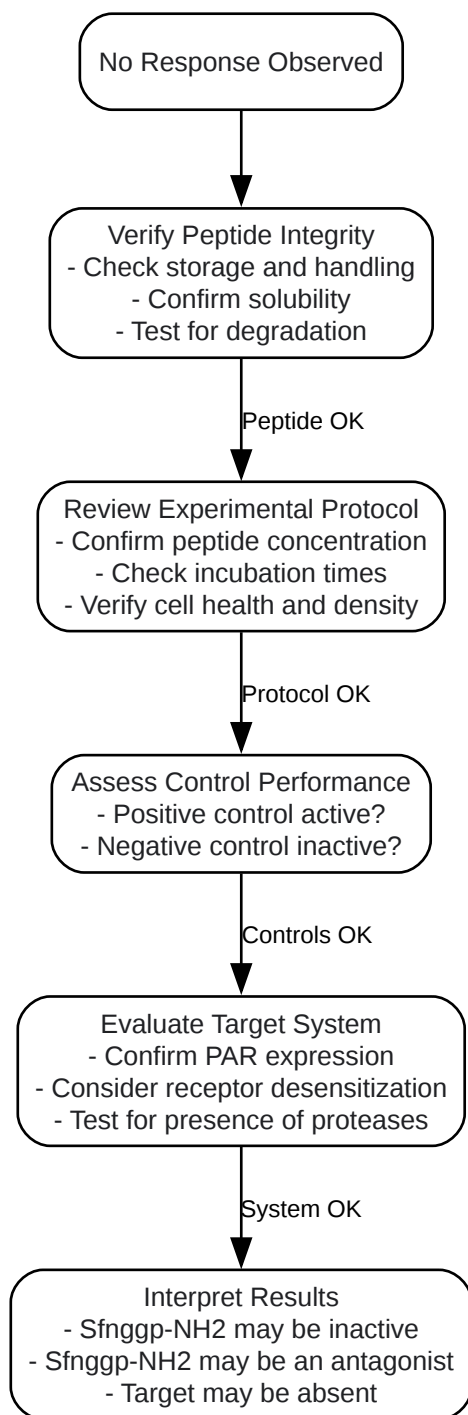 No Response Observed
Verify Peptide Integrity
- Check storage and handling
- Confirm solubility
- Test for degradation
Peptide OK
Review Experimental Protocol
- Confirm peptide concentration
- Check incubation times
- Verify cell health and density
Protocol OK
Assess Control Performance
- Positive control active?
- Negative control inactive?
Controls OK
Evaluate Target System
- Confirm PAR expression
- Consider receptor desensitization
- Test for presence of proteases
System OK
Interpret Results
- Sfnggp-NH2 may be inactive
- Sfnggp-NH2 may be an antagonist
- Target may be absent